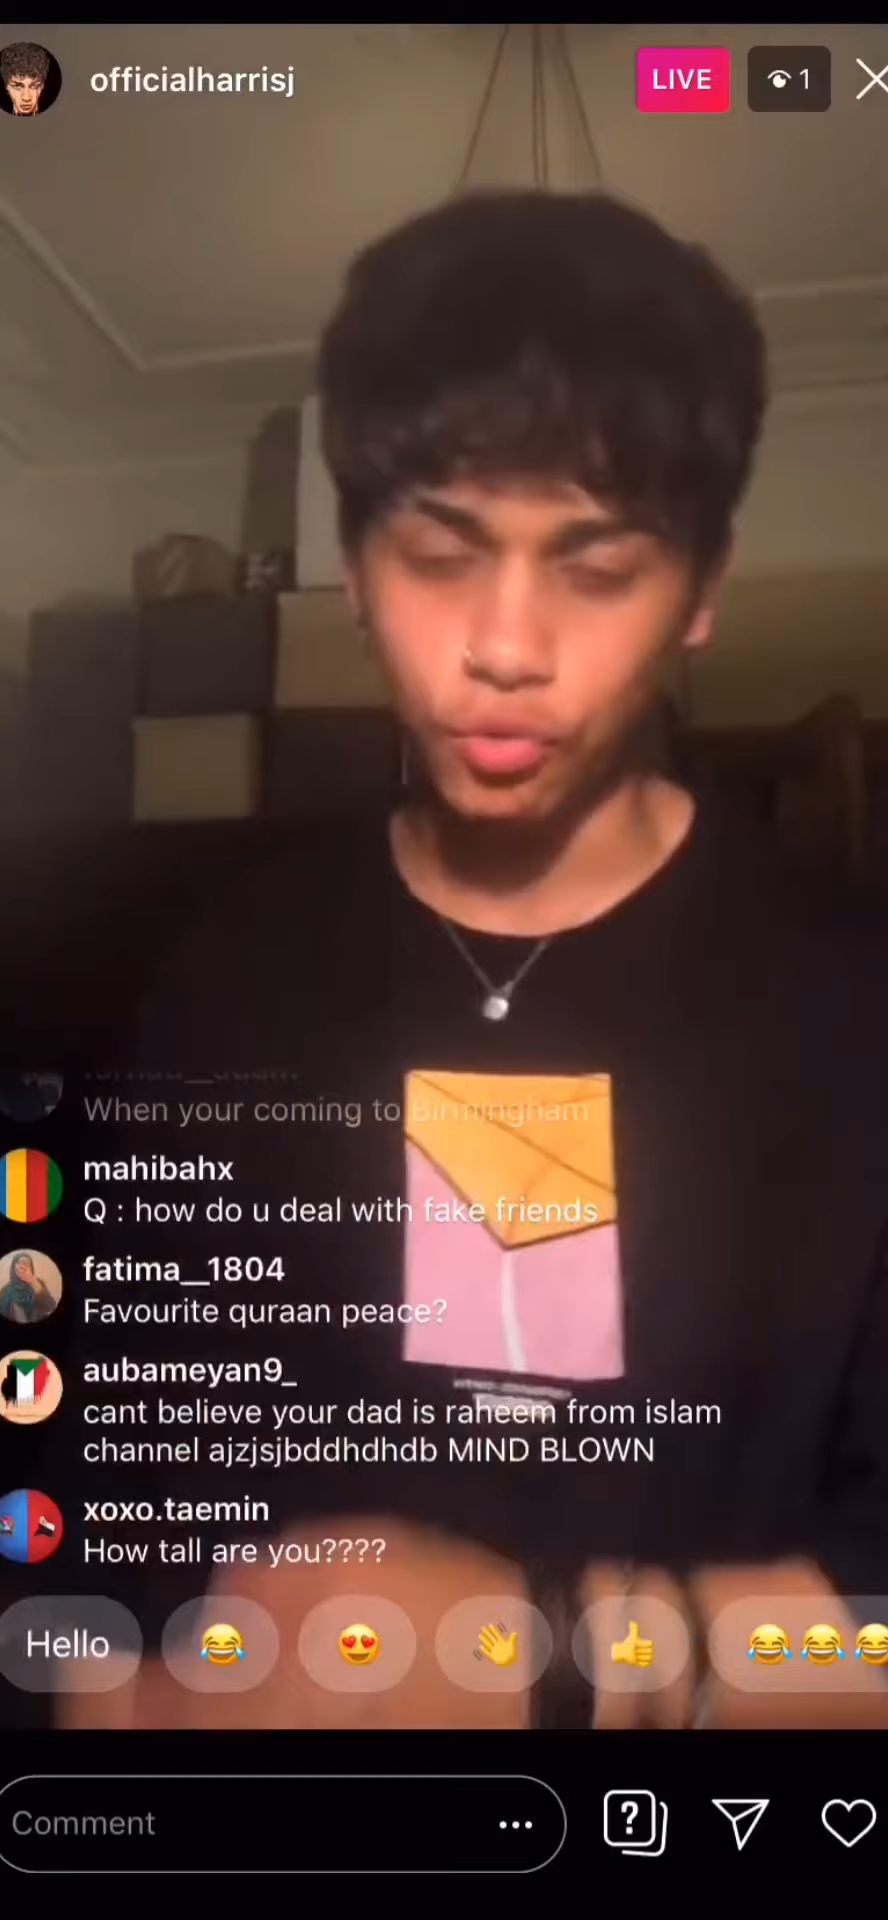 officialharrisj
LIVE
1
When your coming to Birmingham
mahibahx
Q : how do u deal with fake friends
fatima__1804
Favourite quraan peace?
aubameyan9_
cant believe your dad is raheem from islam
channel ajzjsjbddhdhdb MIND BLOWN
xoxo.taemin
How tall are you????
Hello
Comment